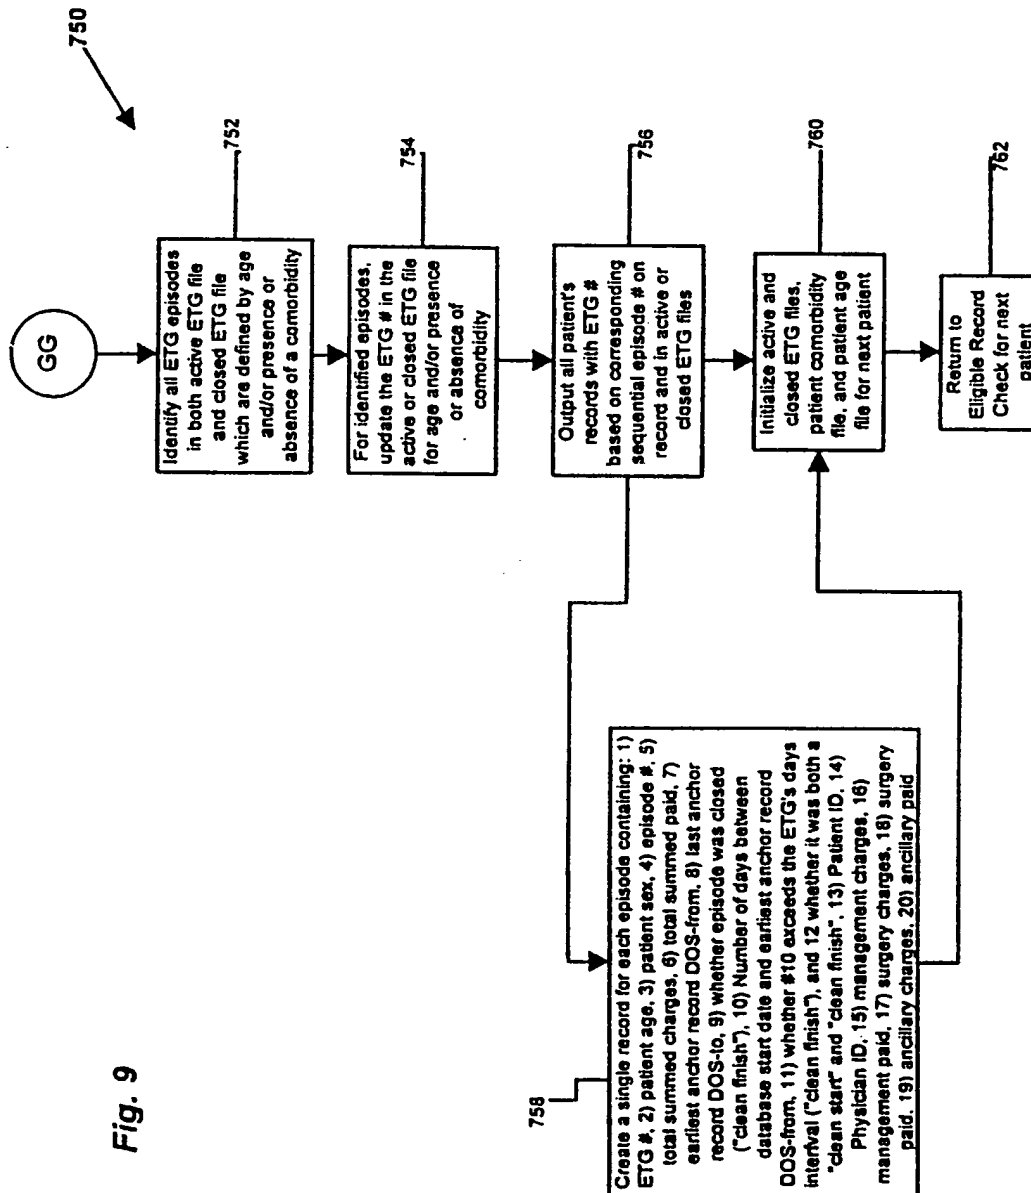 Fig. 9
750
GG
Identify all ETG episodes
in both active ETG file
and closed ETG file
which are defined by age
and/or presence or
absence of a comorbidity
752
For identified episodes,
update the ETG # in the
active or closed ETG file
for age and/or presence
or absence of
comorbidity
754
Output all patient's
records with ETG #
based on corresponding
sequential episode # on
record and in active or
closed ETG files
756
758
Create a single record for each episode containing: 1)
ETG #, 2) patient age, 3) patient sex, 4) episode #, 5)
total summed charges, 6) total summed paid, 7)
earliest anchor record DOS-from, 8) last anchor
record DOS-to, 9) whether episode was closed
("clean finish"), 10) Number of days between
database start date and earliest anchor record
DOS-from, 11) whether #10 exceeds the ETG's days
interval ("clean finish"), and 12 whether it was both a
"clean start" and "clean finish", 13) Patient ID, 14)
Physician ID, 15) management charges, 16)
management paid, 17) surgery charges, 18) surgery
paid, 19) ancillary charges, 20) ancillary paid
Initialize active and
closed ETG files,
patient comorbidity
file, and patient age
file for next patient
760
Return to
Eligible Record
Check for next
patient
762